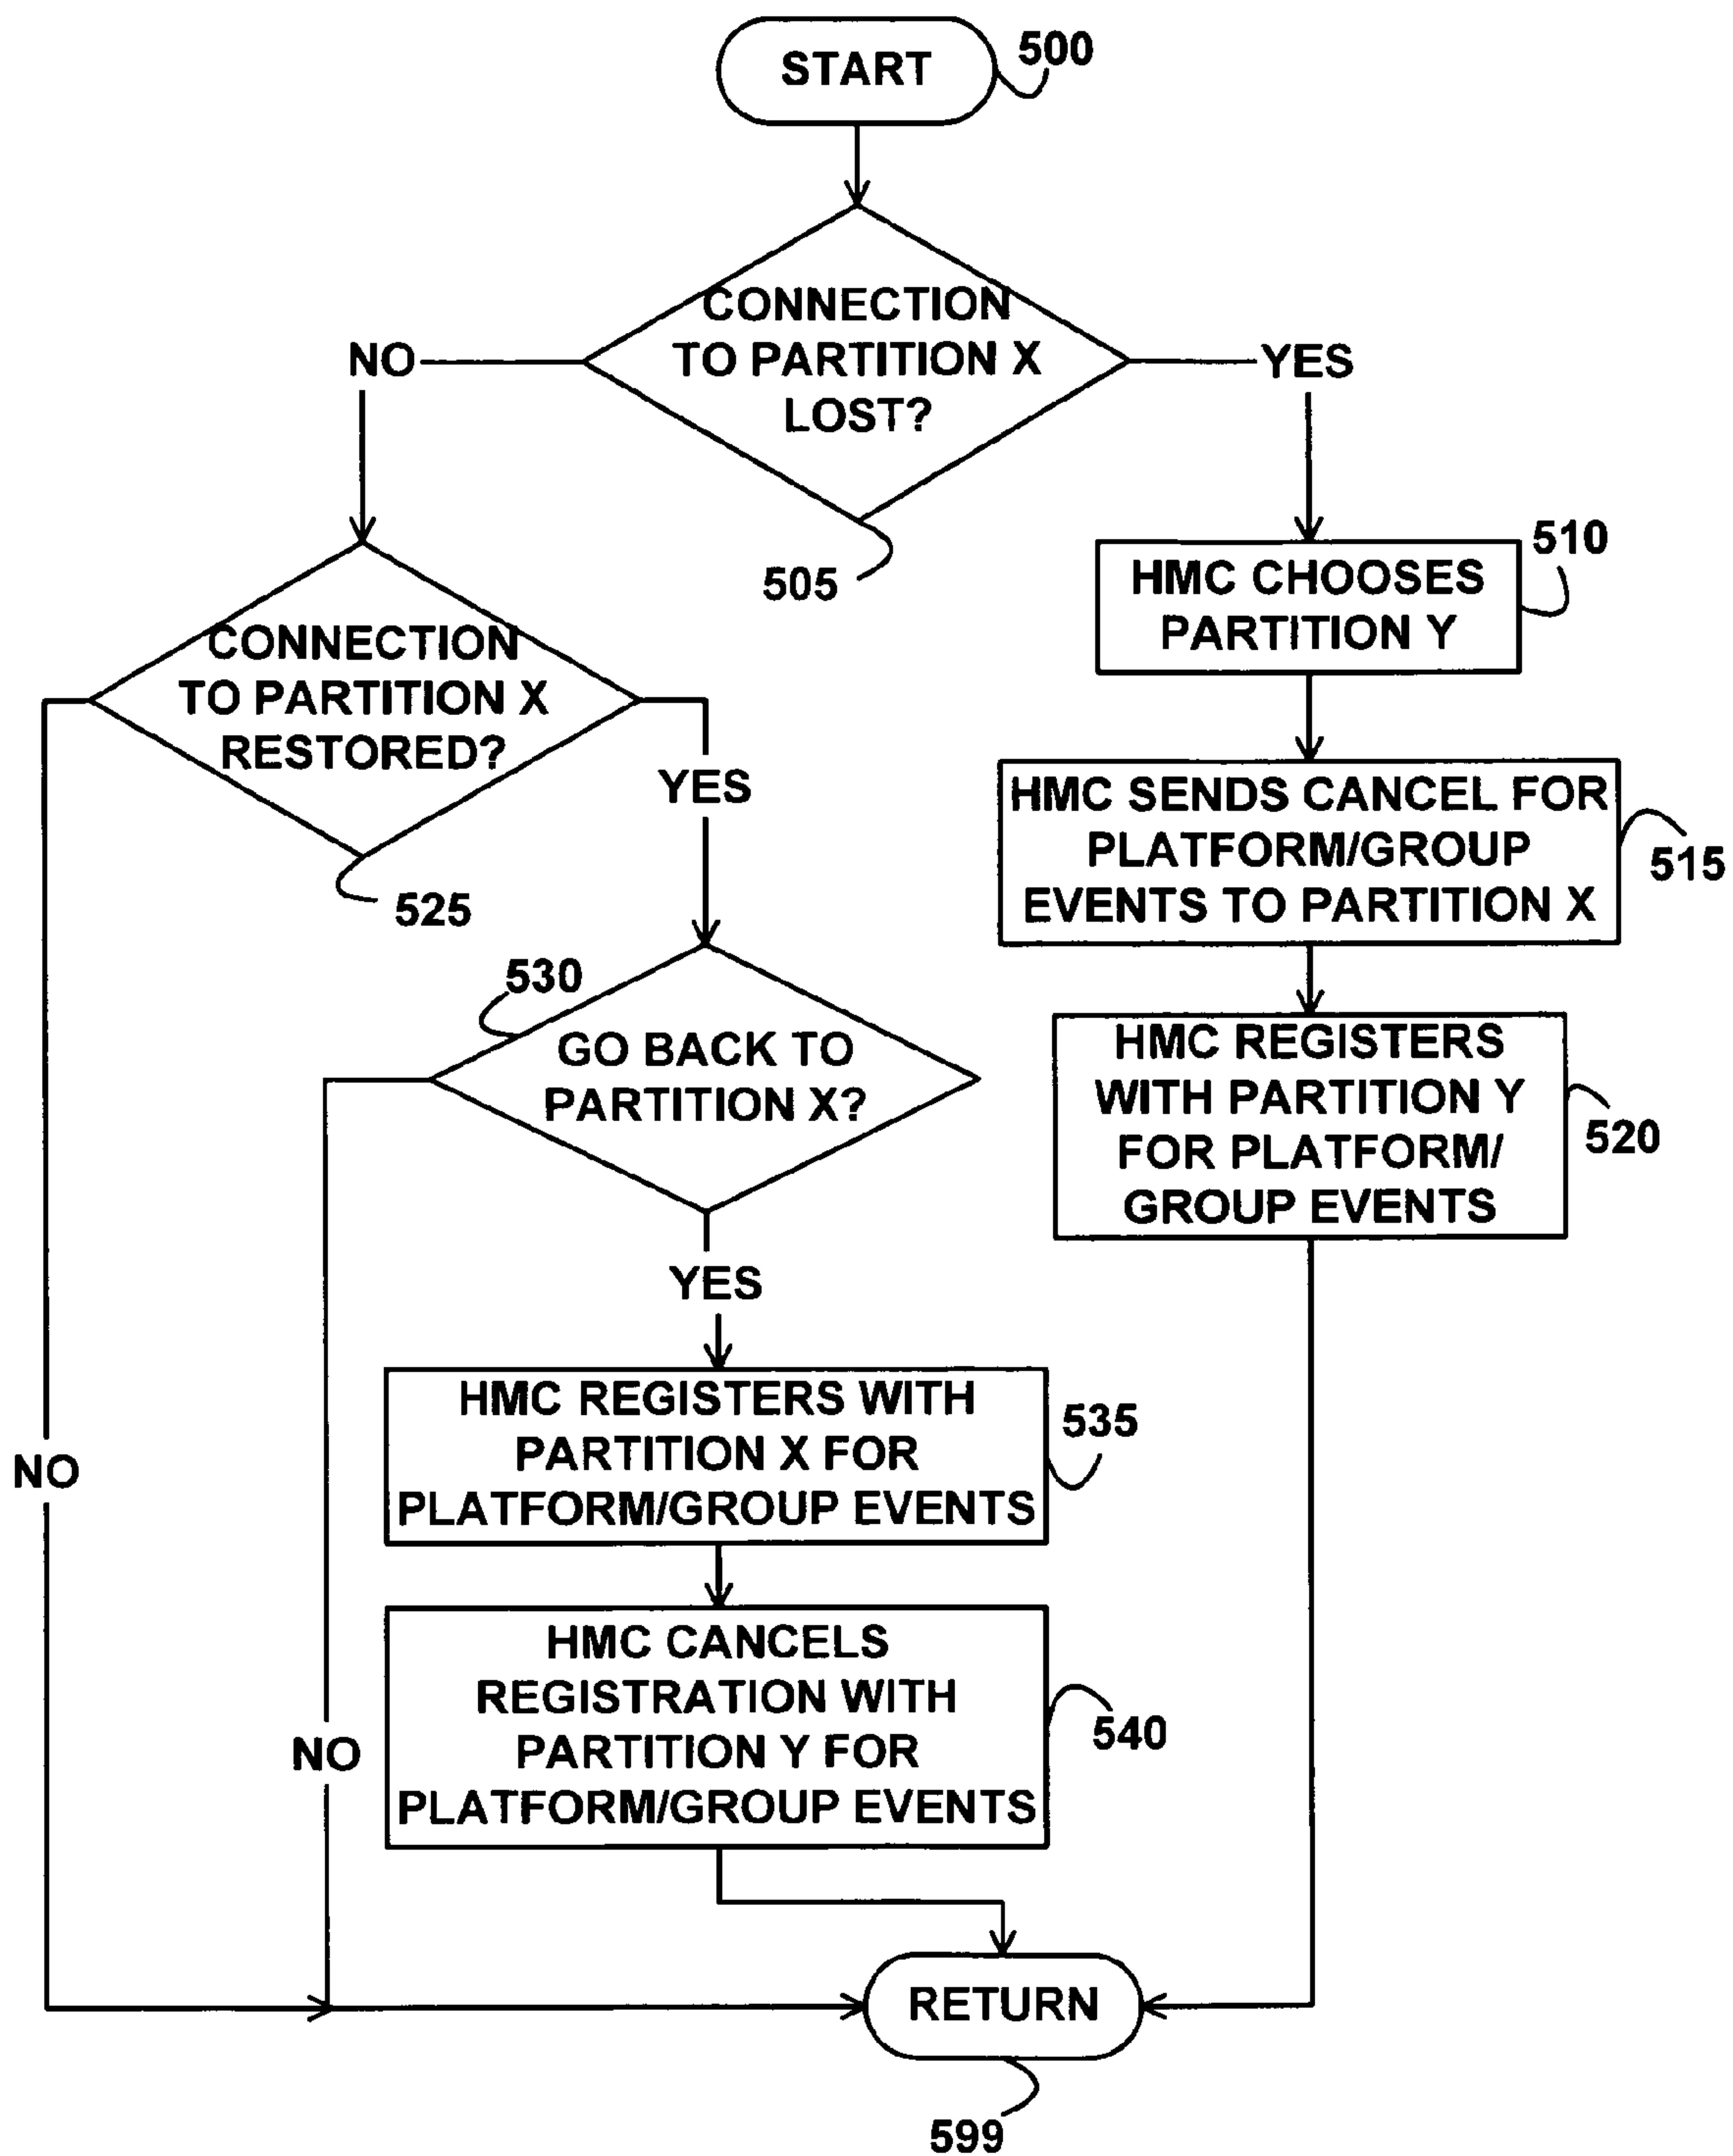 START
500
CONNECTION
TO PARTITION X
LOST?
NO
YES
505
510
HMC CHOOSES
PARTITION Y
CONNECTION
TO PARTITION X
RESTORED?
YES
525
HMC SENDS CANCEL FOR
PLATFORM/GROUP
EVENTS TO PARTITION X
515
530
GO BACK TO
PARTITION X?
HMC REGISTERS
WITH PARTITION Y
FOR PLATFORM/
GROUP EVENTS
520
YES
HMC REGISTERS WITH
PARTITION X FOR
PLATFORM/GROUP EVENTS
535
NO
HMC CANCELS
REGISTRATION WITH
PARTITION Y FOR
PLATFORM/GROUP EVENTS
540
NO
RETURN
599